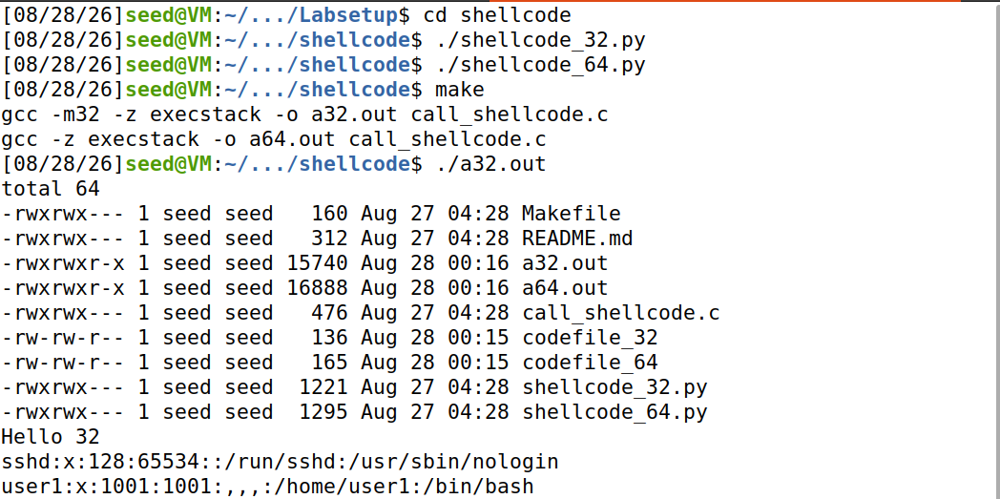 [08/28/26]seed@VM:~/.../Labsetup$ cd shellcode
[08/28/26]seed@VM:~/.../shellcode$ ./shellcode_32.py
[08/28/26]seed@VM:~/.../shellcode$ ./shellcode_64.py
[08/28/26]seed@VM:~/.../shellcode$ make
gcc -m32 -z execstack -o a32.out call_shellcode.c
gcc -z execstack -o a64.out call_shellcode.c
[08/28/26]seed@VM:~/.../shellcode$ ./a32.out
total 64
-rwxrwx--- 1 seed seed   160 Aug 27 04:28 Makefile
-rwxrwx--- 1 seed seed   312 Aug 27 04:28 README.md
-rwxrwxr-x 1 seed seed 15740 Aug 28 00:16 a32.out
-rwxrwxr-x 1 seed seed 16888 Aug 28 00:16 a64.out
-rwxrwx--- 1 seed seed   476 Aug 27 04:28 call_shellcode.c
-rw-rw-r-- 1 seed seed   136 Aug 28 00:15 codefile_32
-rw-rw-r-- 1 seed seed   165 Aug 28 00:15 codefile_64
-rwxrwx--- 1 seed seed  1221 Aug 27 04:28 shellcode_32.py
-rwxrwx--- 1 seed seed  1295 Aug 27 04:28 shellcode_64.py
Hello 32
sshd:x:128:65534::/run/sshd:/usr/sbin/nologin
user1:x:1001:1001:,,,:/home/user1:/bin/bash